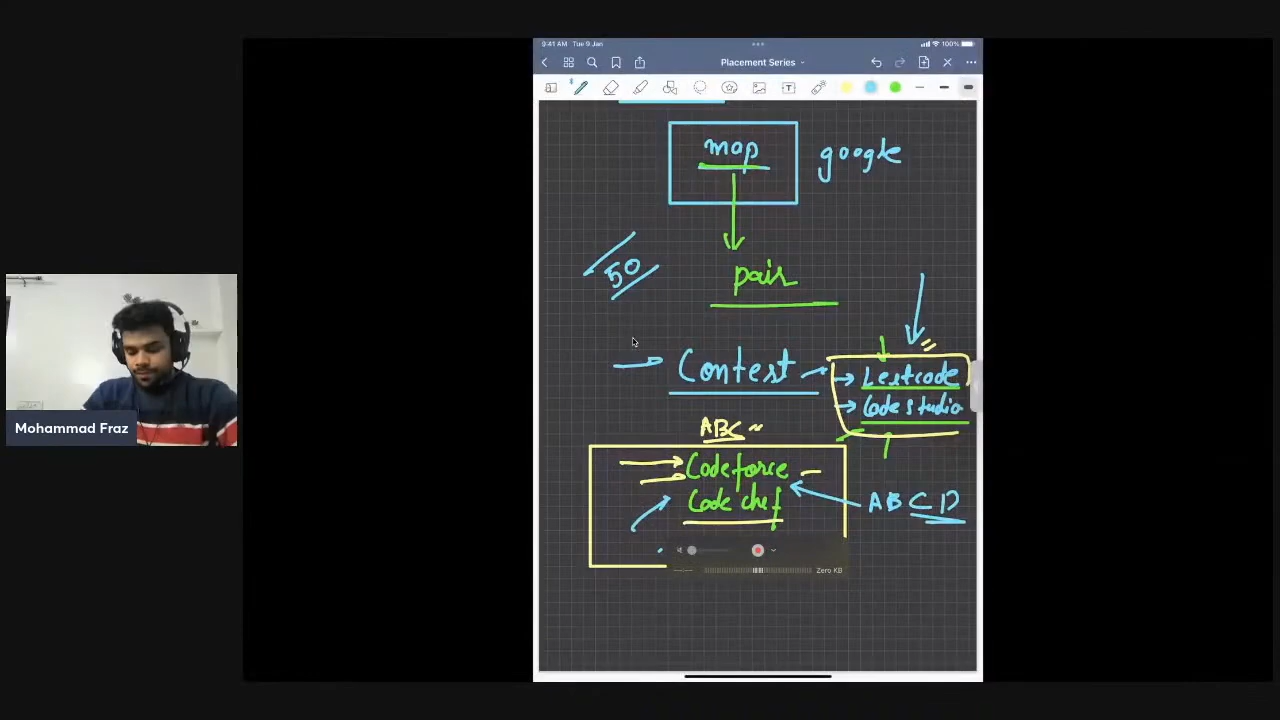 9:41 AM Tue 9 Jan
100%
Placement Series
T
map
google
50
pair
Contest
Leetcode
Code studio
ABC
Codeforce
Code chef
ABCD
Zero KB
Mohammad Fraz